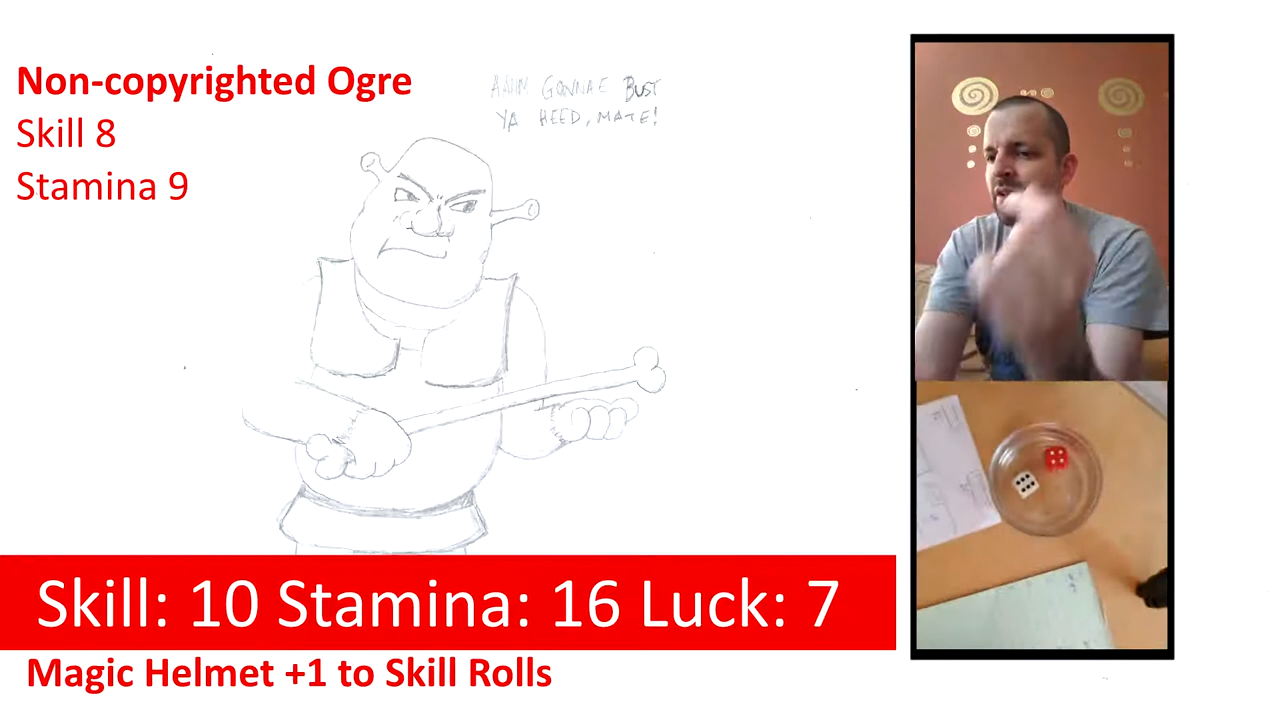 Non-copyrighted Ogre
Skill 8
Stamina 9
AHM GONNAE BUST
YA HEED, MATE!
Skill: 10 Stamina: 16 Luck: 7
Magic Helmet +1 to Skill Rolls